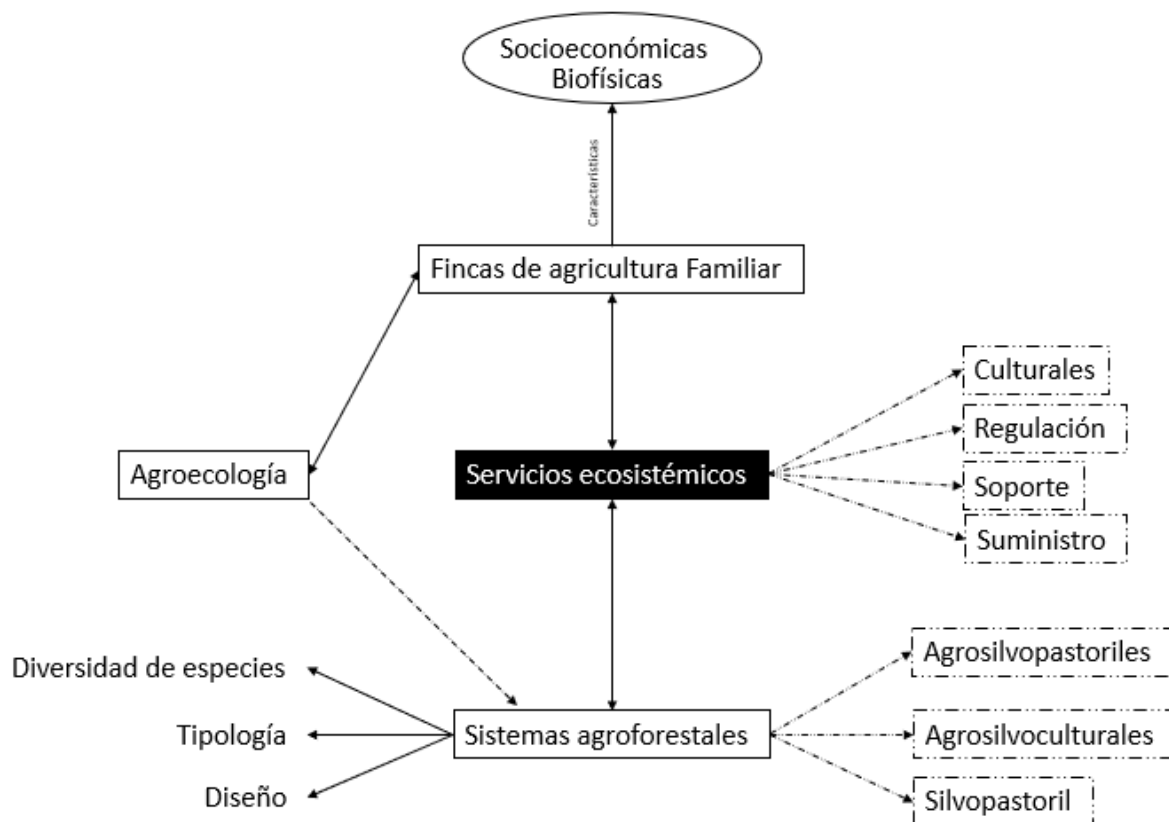 Socioeconómicas
Biofísicas
Características
Fincas de agricultura Familiar
Culturales
Regulación
Agroecología
Servicios ecosistémicos
Soporte
Suministro
Agrosilvopastoriles
Diversidad de especies
Tipología
Sistemas agroforestales
Agrosilvoculturales
Diseño
Silvopastoril